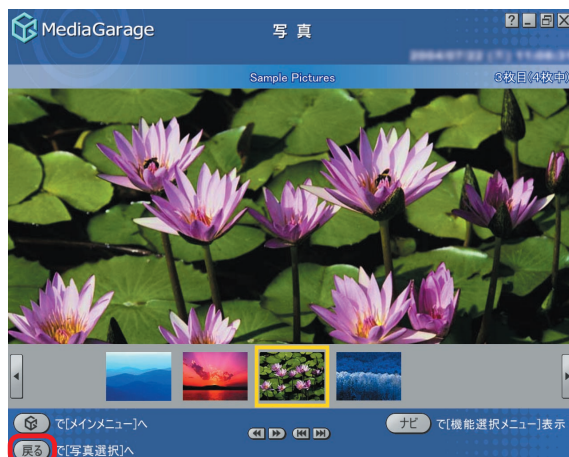 MediaGarage
写真
Sample Pictures
3枚目(4枚中)
で[メインメニュー]へ
ナビ で[機能選択メニュー]表示
戻る で[写真選択]へ